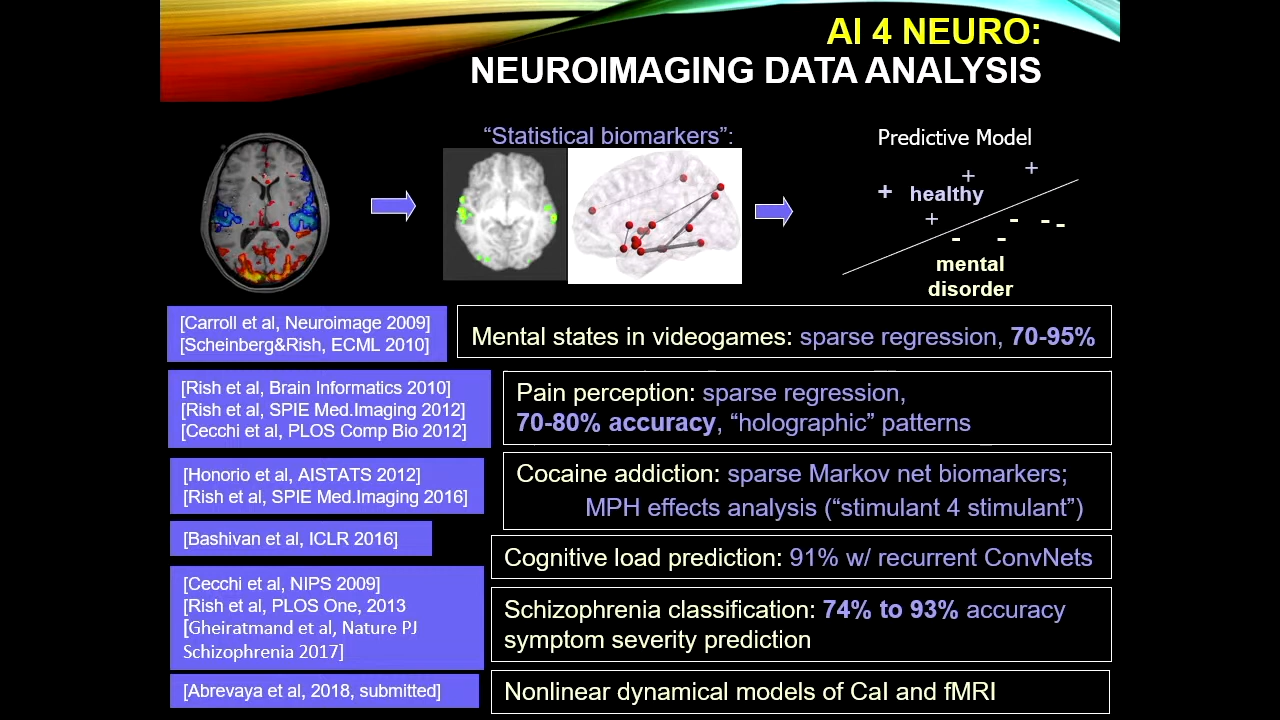 AI 4 NEURO:
NEUROIMAGING DATA ANALYSIS
“Statistical biomarkers”:
Predictive Model
+ + +
+ healthy
+
- - -
- -
mental
disorder
[Carroll et al, Neuroimage 2009]
[Scheinberg&Rish, ECML 2010]
Mental states in videogames: sparse regression, 70-95%
[Rish et al, Brain Informatics 2010]
[Rish et al, SPIE Med.Imaging 2012]
[Cecchi et al, PLOS Comp Bio 2012]
Pain perception: sparse regression,
70-80% accuracy, “holographic” patterns
[Honorio et al, AISTATS 2012]
[Rish et al, SPIE Med.Imaging 2016]
Cocaine addiction: sparse Markov net biomarkers;
MPH effects analysis (“stimulant 4 stimulant”)
[Bashivan et al, ICLR 2016]
Cognitive load prediction: 91% w/ recurrent ConvNets
[Cecchi et al, NIPS 2009]
[Rish et al, PLOS One, 2013
[Gheiratmand et al, Nature PJ
Schizophrenia 2017]
Schizophrenia classification: 74% to 93% accuracy
symptom severity prediction
[Abrevaya et al, 2018, submitted]
Nonlinear dynamical models of CaI and fMRI